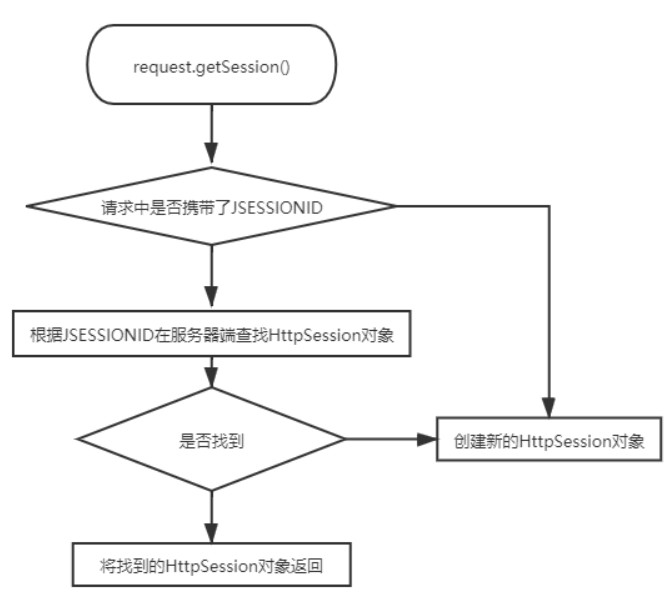 request.getSession()
请求中是否携带了JSESSIONID
根据JSESSIONID在服务器端查找HttpSession对象
是否找到
创建新的HttpSession对象
将找到的HttpSession对象返回